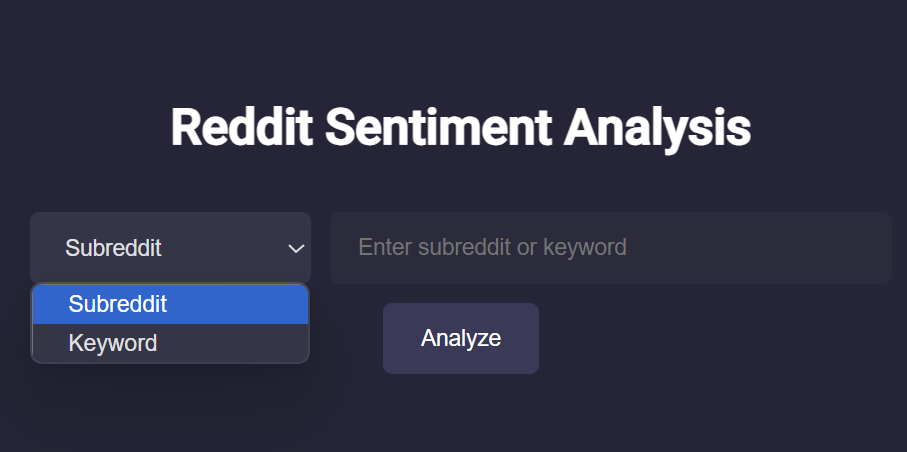 Reddit Sentiment Analysis
Subreddit
Enter subreddit or keyword
Subreddit
Keyword
Analyze